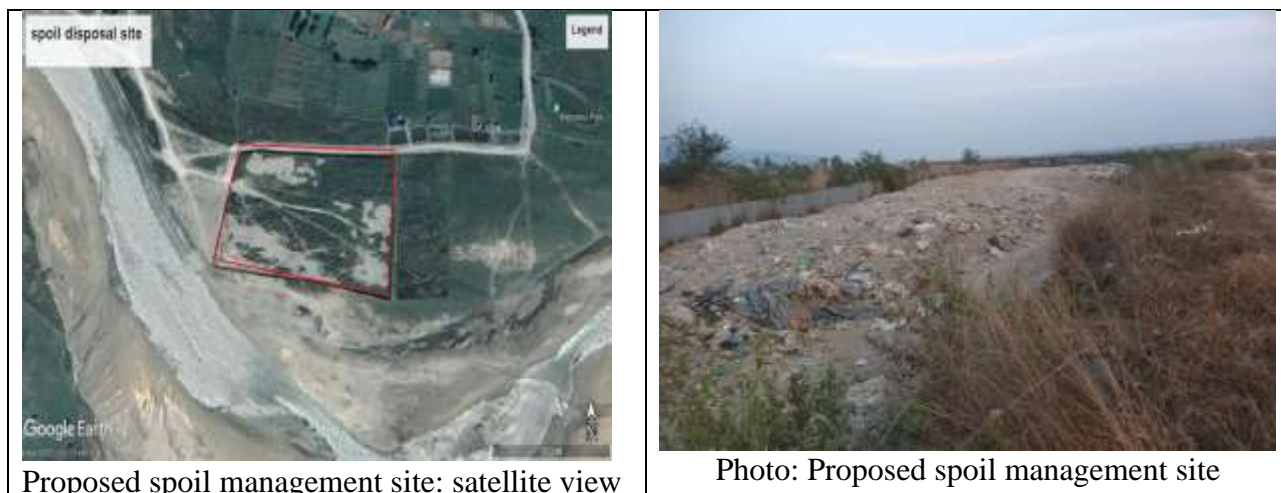 spoil disposal site
Legend
Google Earth
Proposed spoil management site: satellite view
Photo: Proposed spoil management site